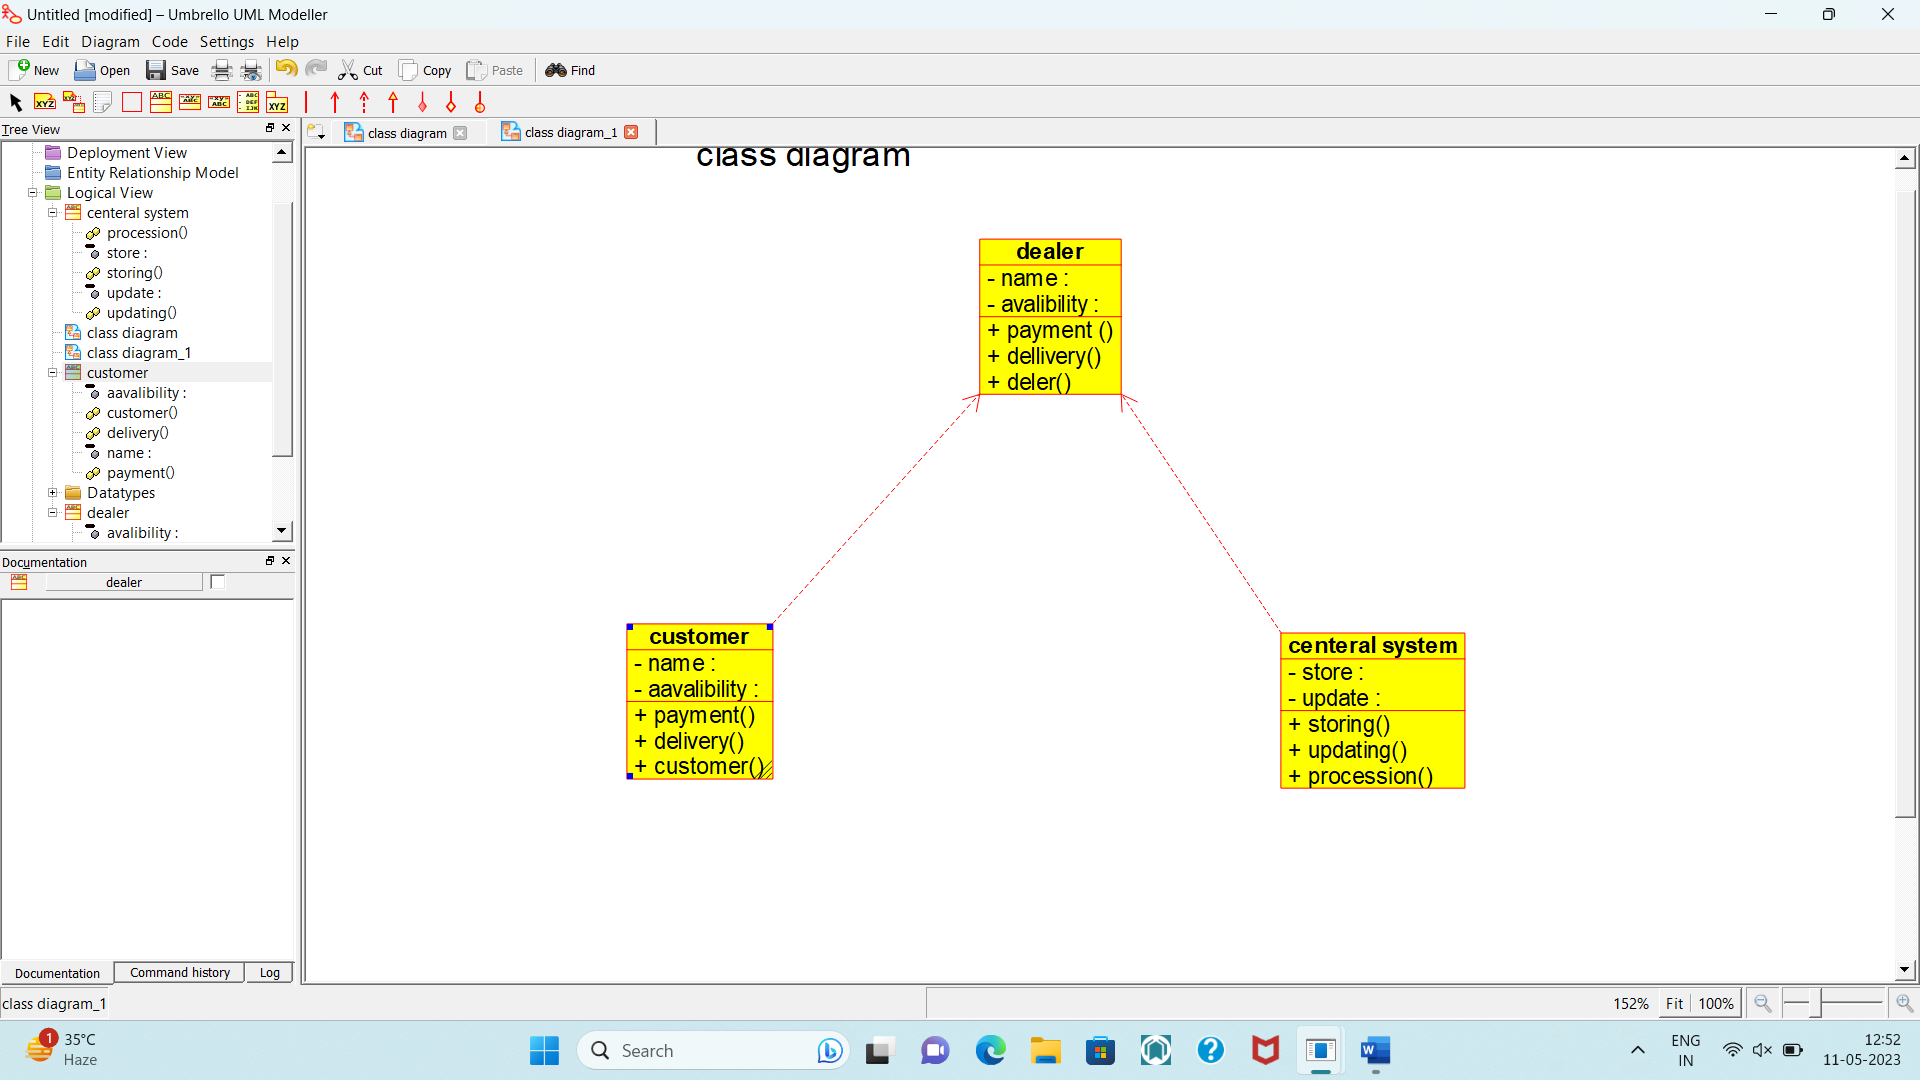 Untitled [modified] – Umbrello UML Modeller
File Edit Diagram Code Settings Help
New Open Save Cut Copy Paste Find
Tree View
class diagram class diagram_1
Deployment View
Entity Relationship Model
Logical View
centeral system
procession()
store :
storing()
update :
updating()
class diagram
class diagram_1
customer
aavalibility :
customer()
delivery()
name :
payment()
Datatypes
dealer
avalibility :
Documentation
dealer
Documentation Command history Log
class diagram
dealer
- name :
- avalibility :
+ payment ()
+ dellivery()
+ deler()
customer
- name :
- aavalibility :
+ payment()
+ delivery()
+ customer()
centeral system
- store :
- update :
+ storing()
+ updating()
+ procession()
class diagram_1
152% Fit 100%
1
35°C
Haze
Search
ENG
IN
12:52
11-05-2023